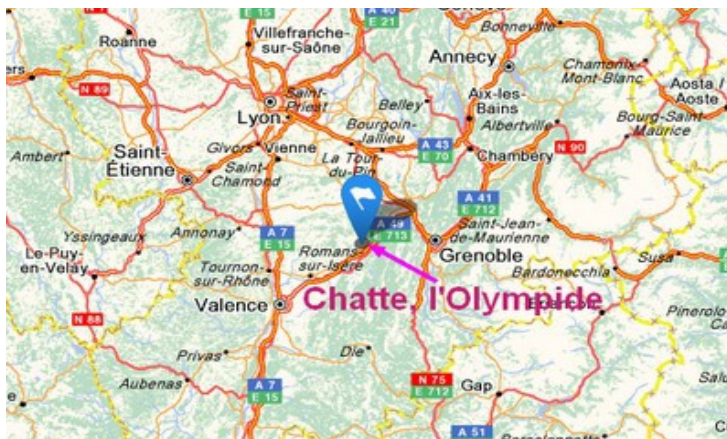 N 7
E 15
A 40
E 21
Bonneville
Roanne
Villefranche-
sur-Saône
Annecy
Chamonix-
Mont-Blanc
N 89
Saint-
Priest
Lyon
Belley
Aix-les-
Bains
Aosta /
Aoste
Bourgoin-
Jallieu
A 43
E 70
Albertville
Bourg-Saint-
Maurice
Ambert
Givors
Vienne
La Tour-
du-Pin
Chambéry
N 90
Saint-
Étienne
Saint-
Chamond
A 41
E 712
Yssingeaux
Annonay
A 7
E 15
A 49
E 713
Saint-Jean-
de-Maurienne
Le-Puy-
en-Velay
Romans-
sur-Isère
Grenoble
Tournon-
sur-Rhône
Bardonecchia
Susa
Valence
Chatte, l'Olympide
N 88
Pinerolo
Privas
Die
Aubenas
A 7
E 15
N 75
E 712
Gap
A 51